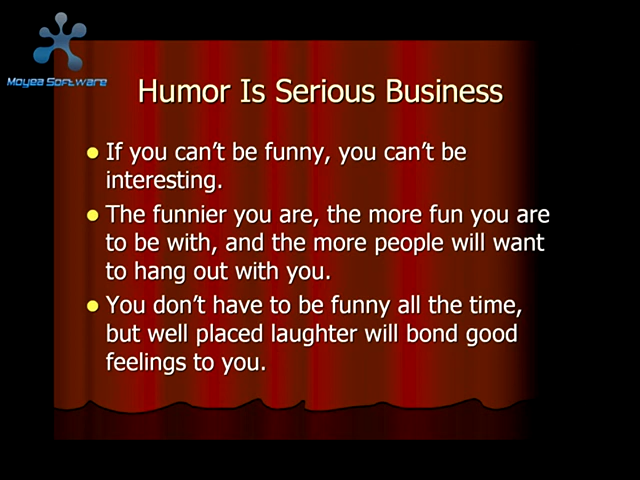 Moyea Software
Humor Is Serious Business
If you can't be funny, you can't be
interesting.
The funnier you are, the more fun you are
to be with, and the more people will want
to hang out with you.
You don't have to be funny all the time,
but well placed laughter will bond good
feelings to you.